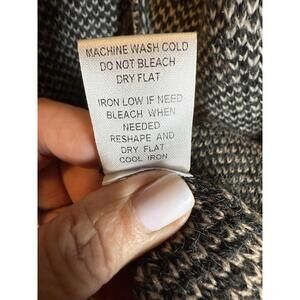 MACHINE WASH COLD
DO NOT BLEACH
DRY FLAT
IRON LOW IF NEED
BLEACH WHEN
NEEDED
RESHAPE AND
DRY FLAT
COOL IRON